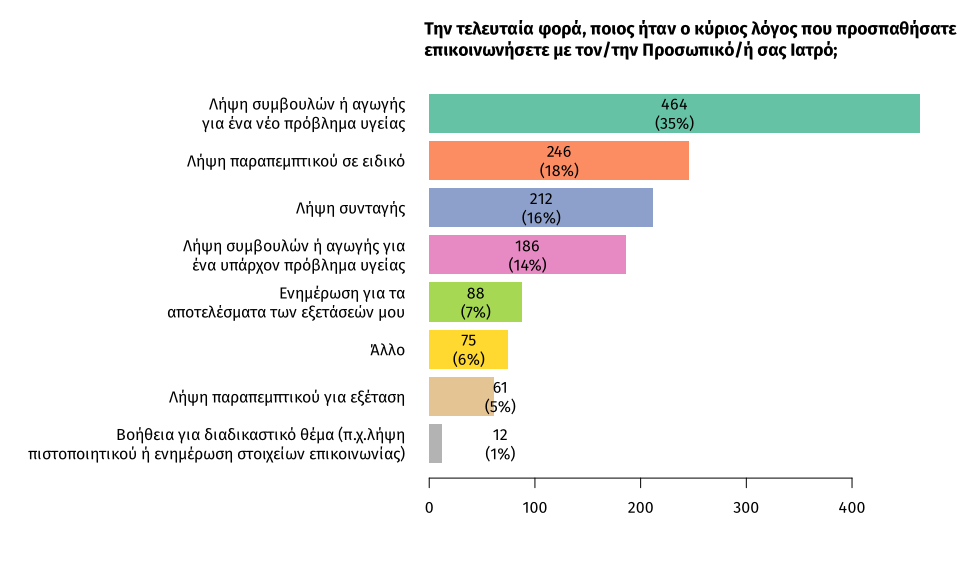 Την τελευταία φορά, ποιος ήταν ο κύριος λόγος που προσπαθήσατε
επικοινωνήσετε με τον/την Προσωπικό/ή σας Ιατρό;
Λήψη συμβουλών ή αγωγής
για ένα νέο πρόβλημα υγείας
464
(35%)
Λήψη παραπεμπτικού σε ειδικό
246
(18%)
Λήψη συνταγής
212
(16%)
Λήψη συμβουλών ή αγωγής για
ένα υπάρχον πρόβλημα υγείας
186
(14%)
Ενημέρωση για τα
αποτελέσματα των εξετάσεών μου
88
(7%)
Άλλο
75
(6%)
Λήψη παραπεμπτικού για εξέταση
61
(5%)
Βοήθεια για διαδικαστικό θέμα (π.χ.λήψη
πιστοποιητικού ή ενημέρωση στοιχείων επικοινωνίας)
12
(1%)
0 100 200 300 400